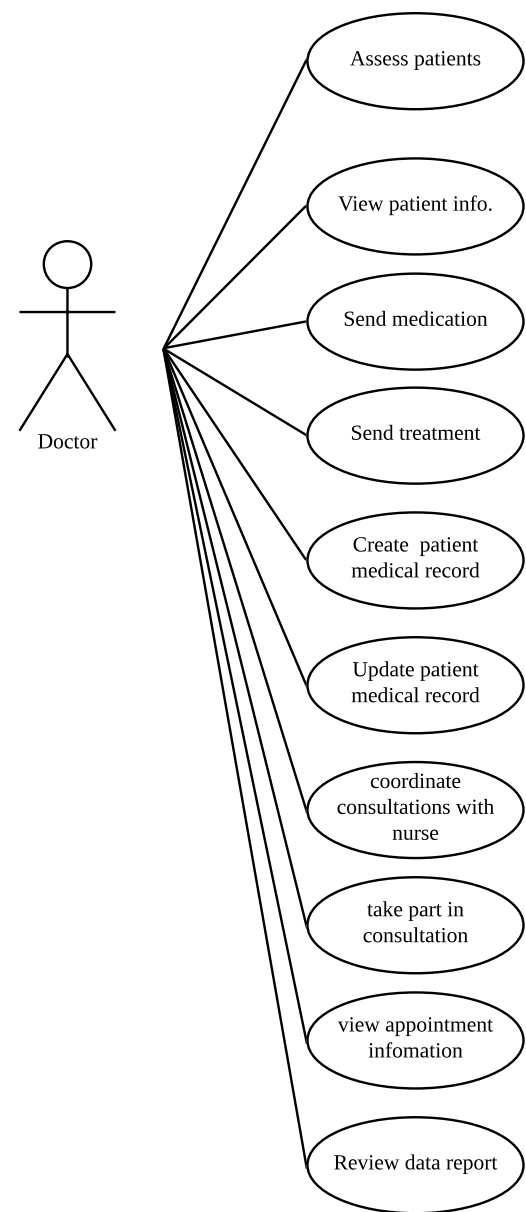 Assess patients
View patient info.
Send medication
Send treatment
Doctor
Create  patient
medical record
Update patient
medical record
coordinate
consultations with
nurse
take part in
consultation
view appointment
infomation
Review data report